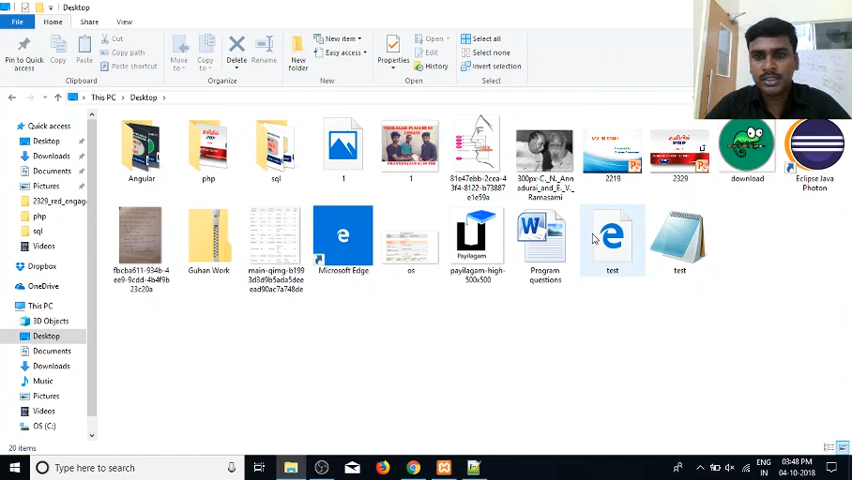 Desktop
File Home Share View
Pin to Quick access
Copy
Paste
Cut
Copy path
Paste shortcut
Move to
Copy to
Delete
Rename
New folder
New item
Easy access
Properties
Open
Edit
History
Select all
Select none
Invert selection
Clipboard
Organize
New
Open
Select
This PC Desktop
Quick access
Desktop
Downloads
Documents
Pictures
2329_red_engag
php
sql
Videos
Dropbox
OneDrive
This PC
3D Objects
Desktop
Documents
Downloads
Music
Pictures
Videos
OS (C:)
Angular
php
sql
1
1
81e47ebb-2cea-4
3f4-8122-b73887
e1e59a
300px-C._N._Ann
adurai_and_E._V._
Ramasami
2219
2329
download
Eclipse Java
Photon
fbcba611-934b-4
ee9-9cdd-4b4f9b
23c20a
Guhan Work
main-qimg-b199
3d3d9b5ada5dee
eead90ac7a748de
Microsoft Edge
os
Payilagam
payilagam-high-
500x500
Program
questions
test
test
20 items
Type here to search
ENG
IN
03:48 PM
04-10-2018